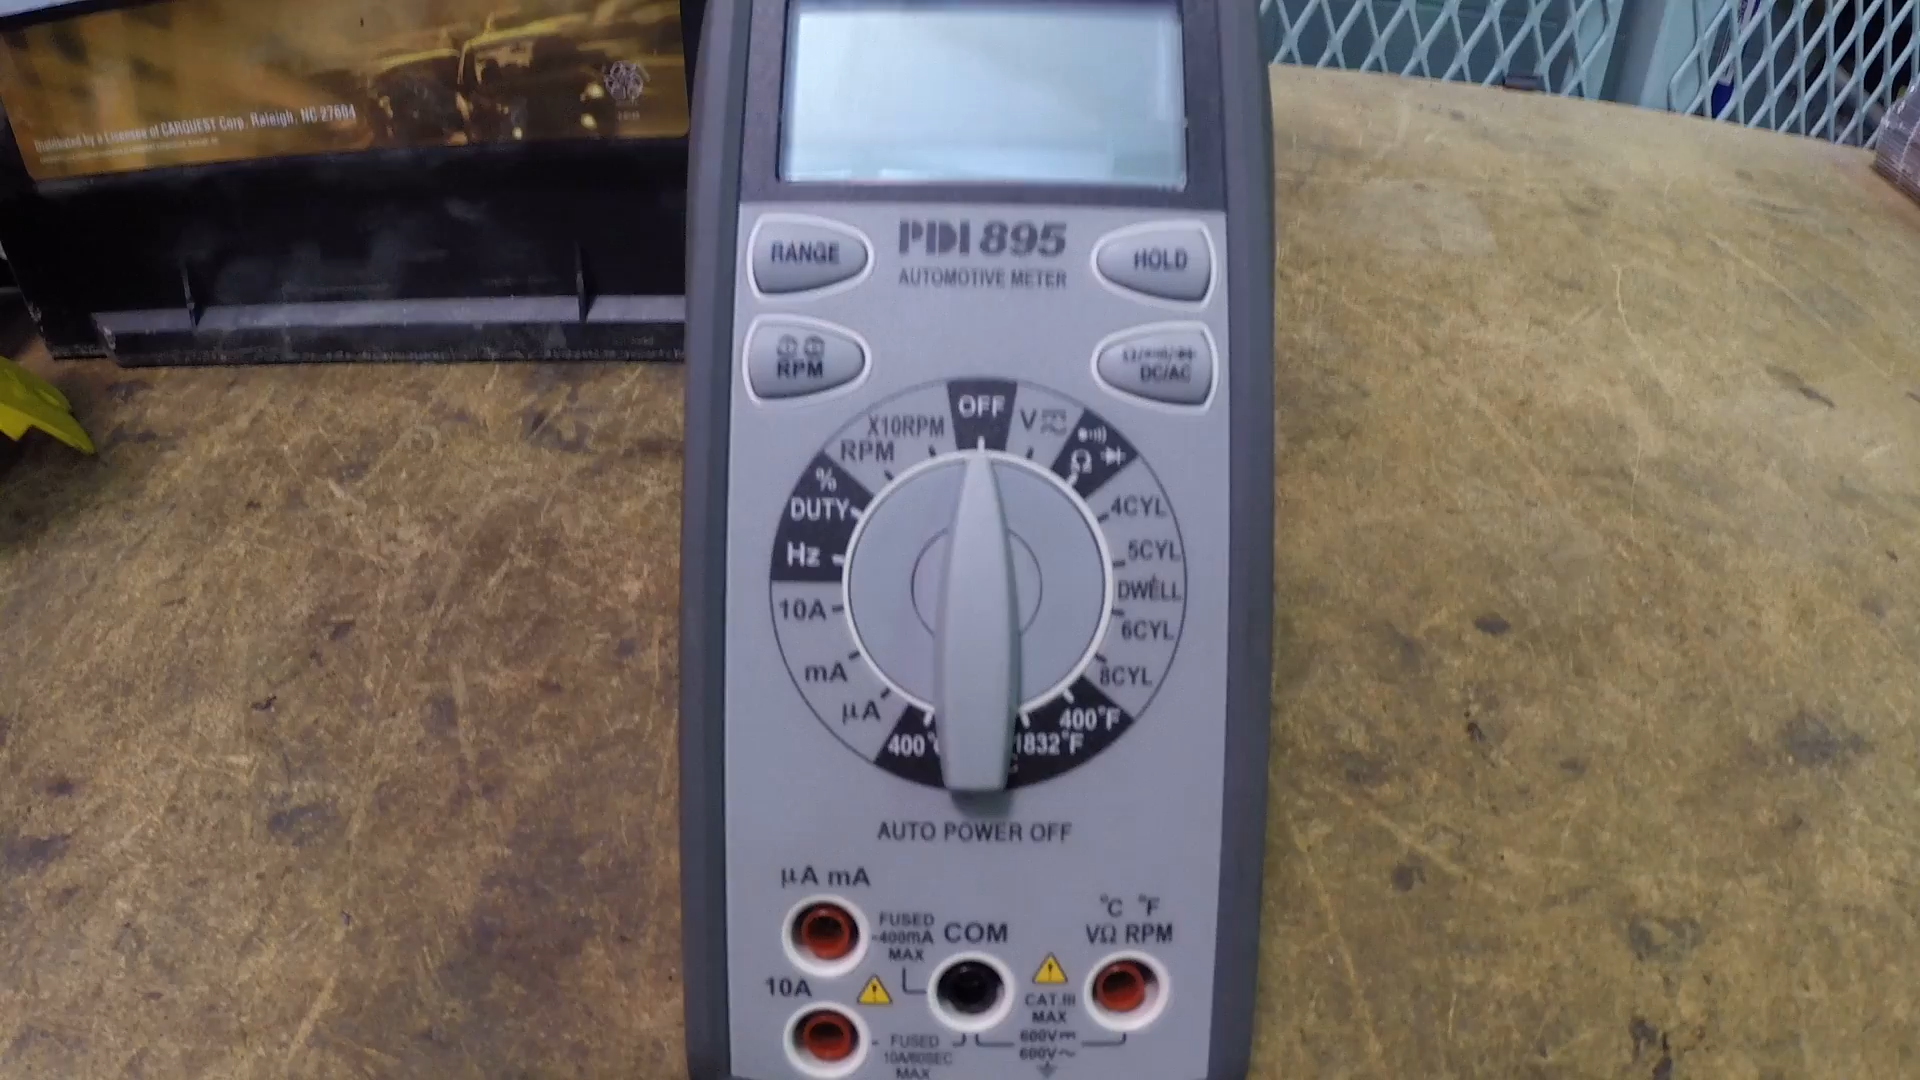 Distributed by a Licensee of CARQUEST Corp. Raleigh, NC 27604
PDI 895
AUTOMOTIVE METER
RANGE
HOLD
RPM
DC/AC
OFF
V
X10RPM
RPM
Ω
%
DUTY
Hz
4CYL
5CYL
DWELL
6CYL
8CYL
10A
mA
μA
400°F
1832°F
400°
AUTO POWER OFF
μA mA
°C °F
VΩ RPM
FUSED
400mA
MAX
COM
10A
CAT.III
MAX
600V
600V~
FUSED
10A/60SEC
MAX